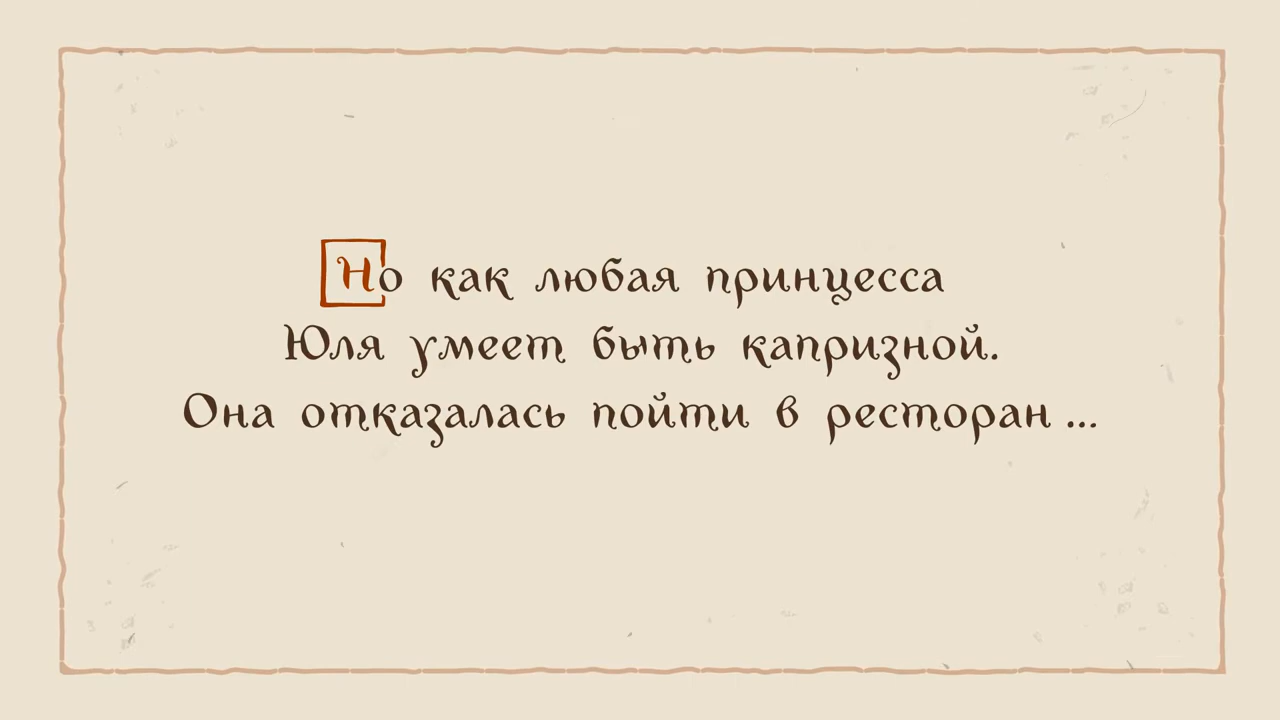 Но как любая принцесса
Юля умеет быть капризной.
Она отказалась пойти в ресторан ...